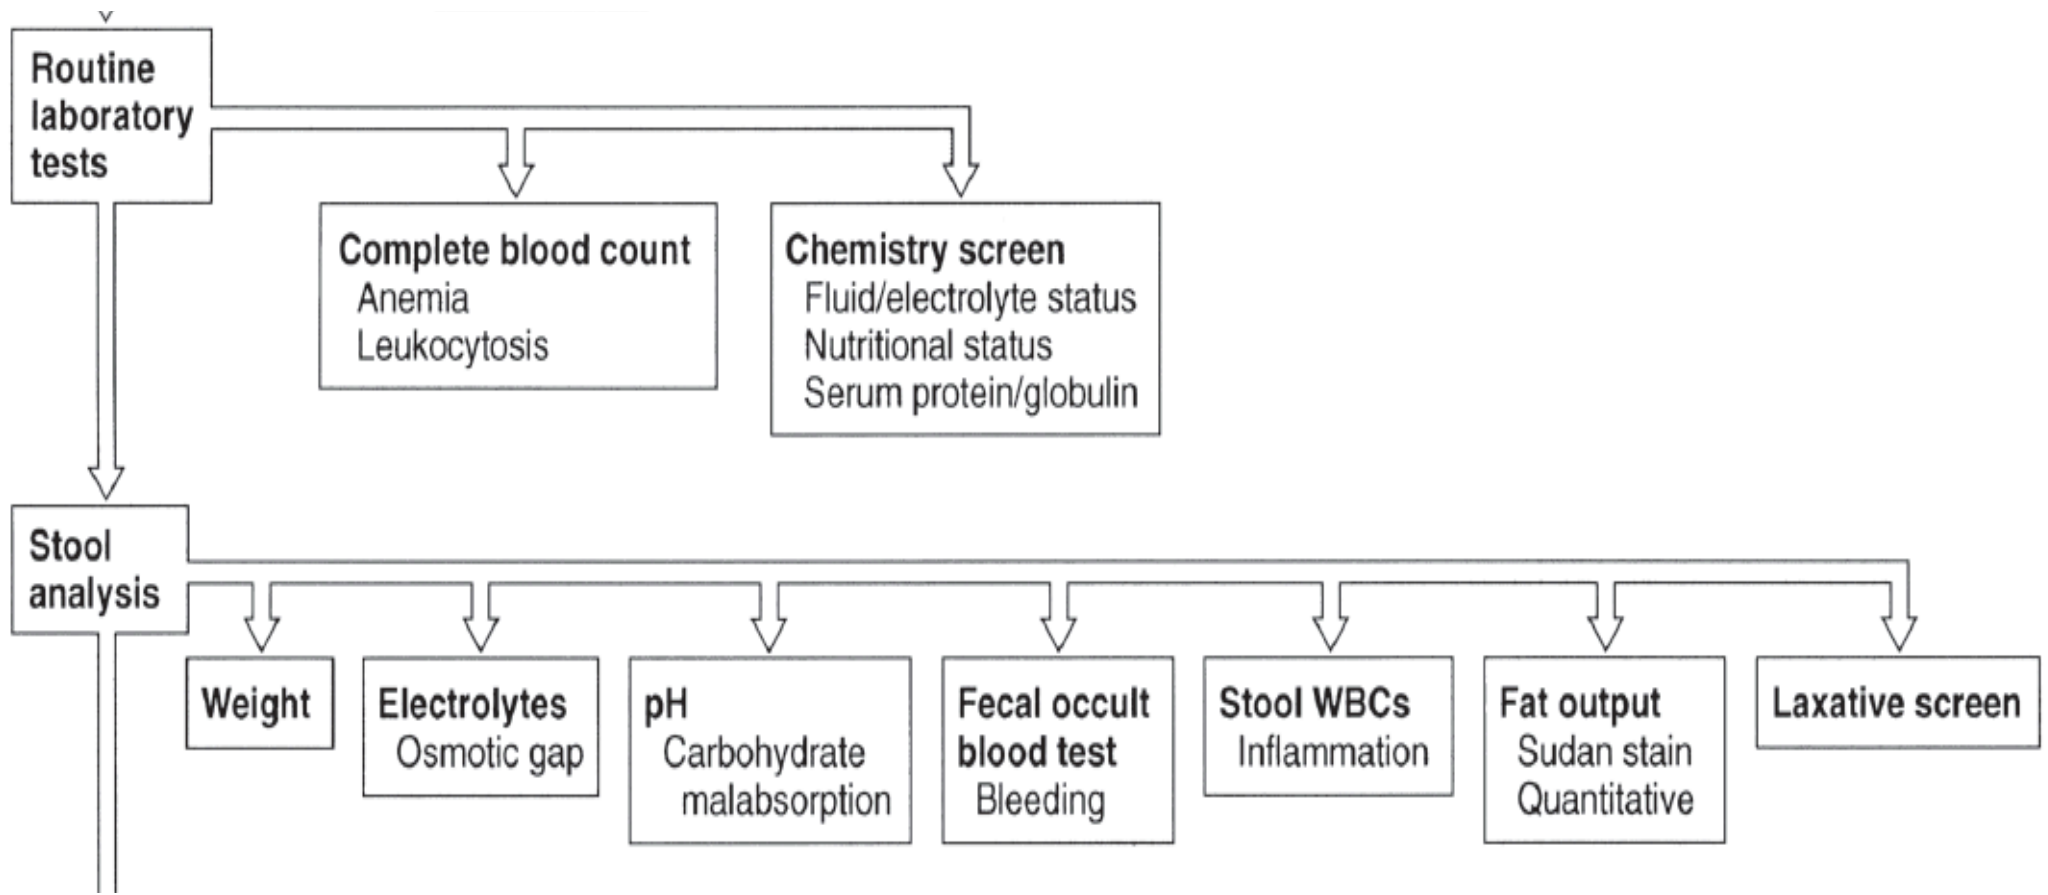 Routine
laboratory
tests
Complete blood count
Anemia
Leukocytosis
Chemistry screen
Fluid/electrolyte status
Nutritional status
Serum protein/globulin
Stool
analysis
Weight
Electrolytes
Osmotic gap
pH
Carbohydrate
malabsorption
Fecal occult
blood test
Bleeding
Stool WBCs
Inflammation
Fat output
Sudan stain
Quantitative
Laxative screen